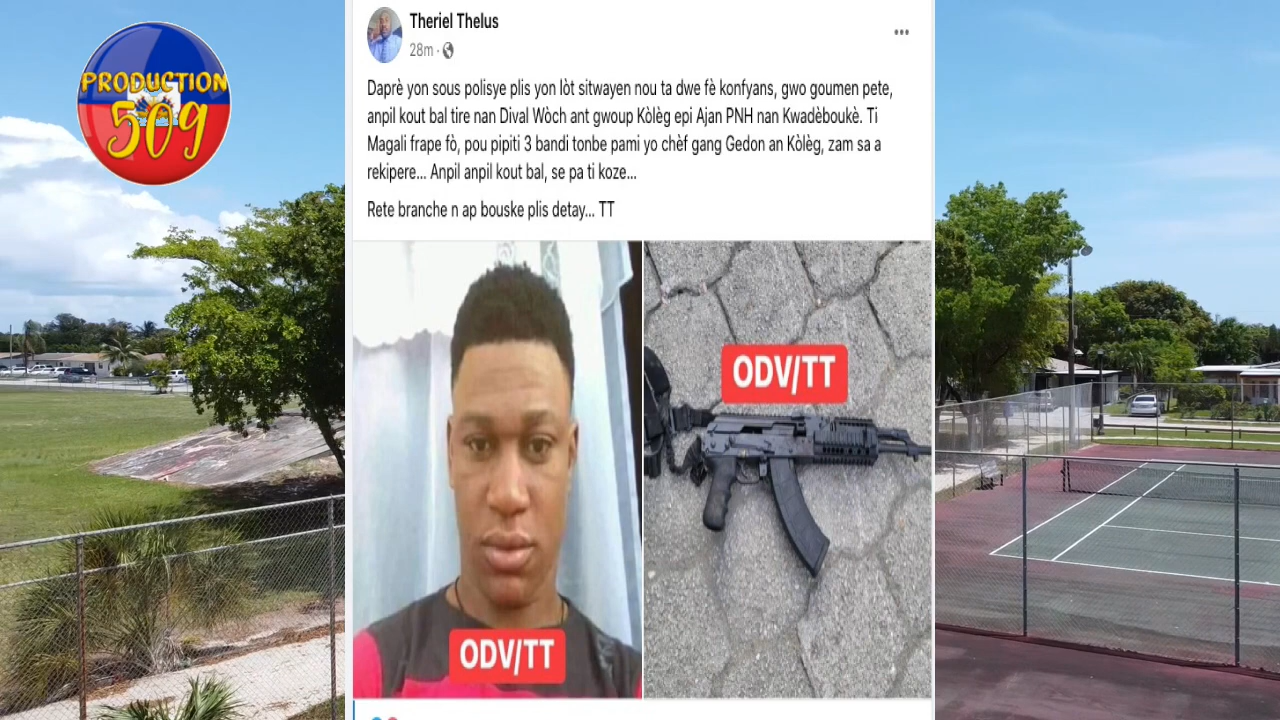 PRODUCTION
509
Theriel Thelus
28m ·
Daprè yon sous polisye plis yon lòt sitwayen nou ta dwe fè konfyans, gwo goumen pete,
anpil kout bal tire nan Dival Wòch ant gwoup Kòlèg epi Ajan PNH nan Kwadèboukè. Ti
Magali frape fò, pou pipiti 3 bandi tonbe pami yo chèf gang Gedon an Kòlèg, zam sa a
rekipere... Anpil anpil kout bal, se pa ti koze...
Rete branche n ap bouske plis detay... TT
ODV/TT
ODV/TT